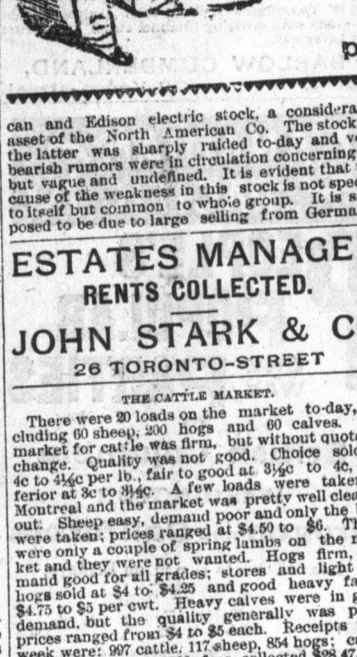 can and Edison electric stock, a considera
asset of the North American Co. The stock
the latter was sharply raided to-day and v
bearish rumors were in circulation concerning
but vague and undefined. It is evident that
cause of the weakness in this stock is not spe
to itself but common to whole group. It is s
posed to be due to large selling from Germa
ESTATES MANAGE
RENTS COLLECTED.
JOHN STARK & C
26 TORONTO-STREET
THE CATTLE MARKET.
There were 20 loads on the market to-day,
cluding 60 sheep, 200 hogs and 60 calves.
market for cattle was firm, but without quot
change. Quality was not good. Choice sold
4c to 4½c per lb., fair to good at 3½c to 4c,
ferior at 3c to 3½c. A few loads were taken
Montreal and the market was pretty well clea
out. Sheep easy, demand poor and only the
were taken; prices ranged at $4.50 to $6. Th
were only a couple of spring lambs on the m
ket and they were not wanted. Hogs firm,
mand good for all grades; stores and light
hogs sold at $4 to $4.25 and good heavy fa
$4.75 to $5 per cwt. Heavy calves were in g
demand, but the quality generally was p
prices ranged from $4 to $5 each. Receipts
week were: 997 cattle, 117 sheep, 854 hogs; c